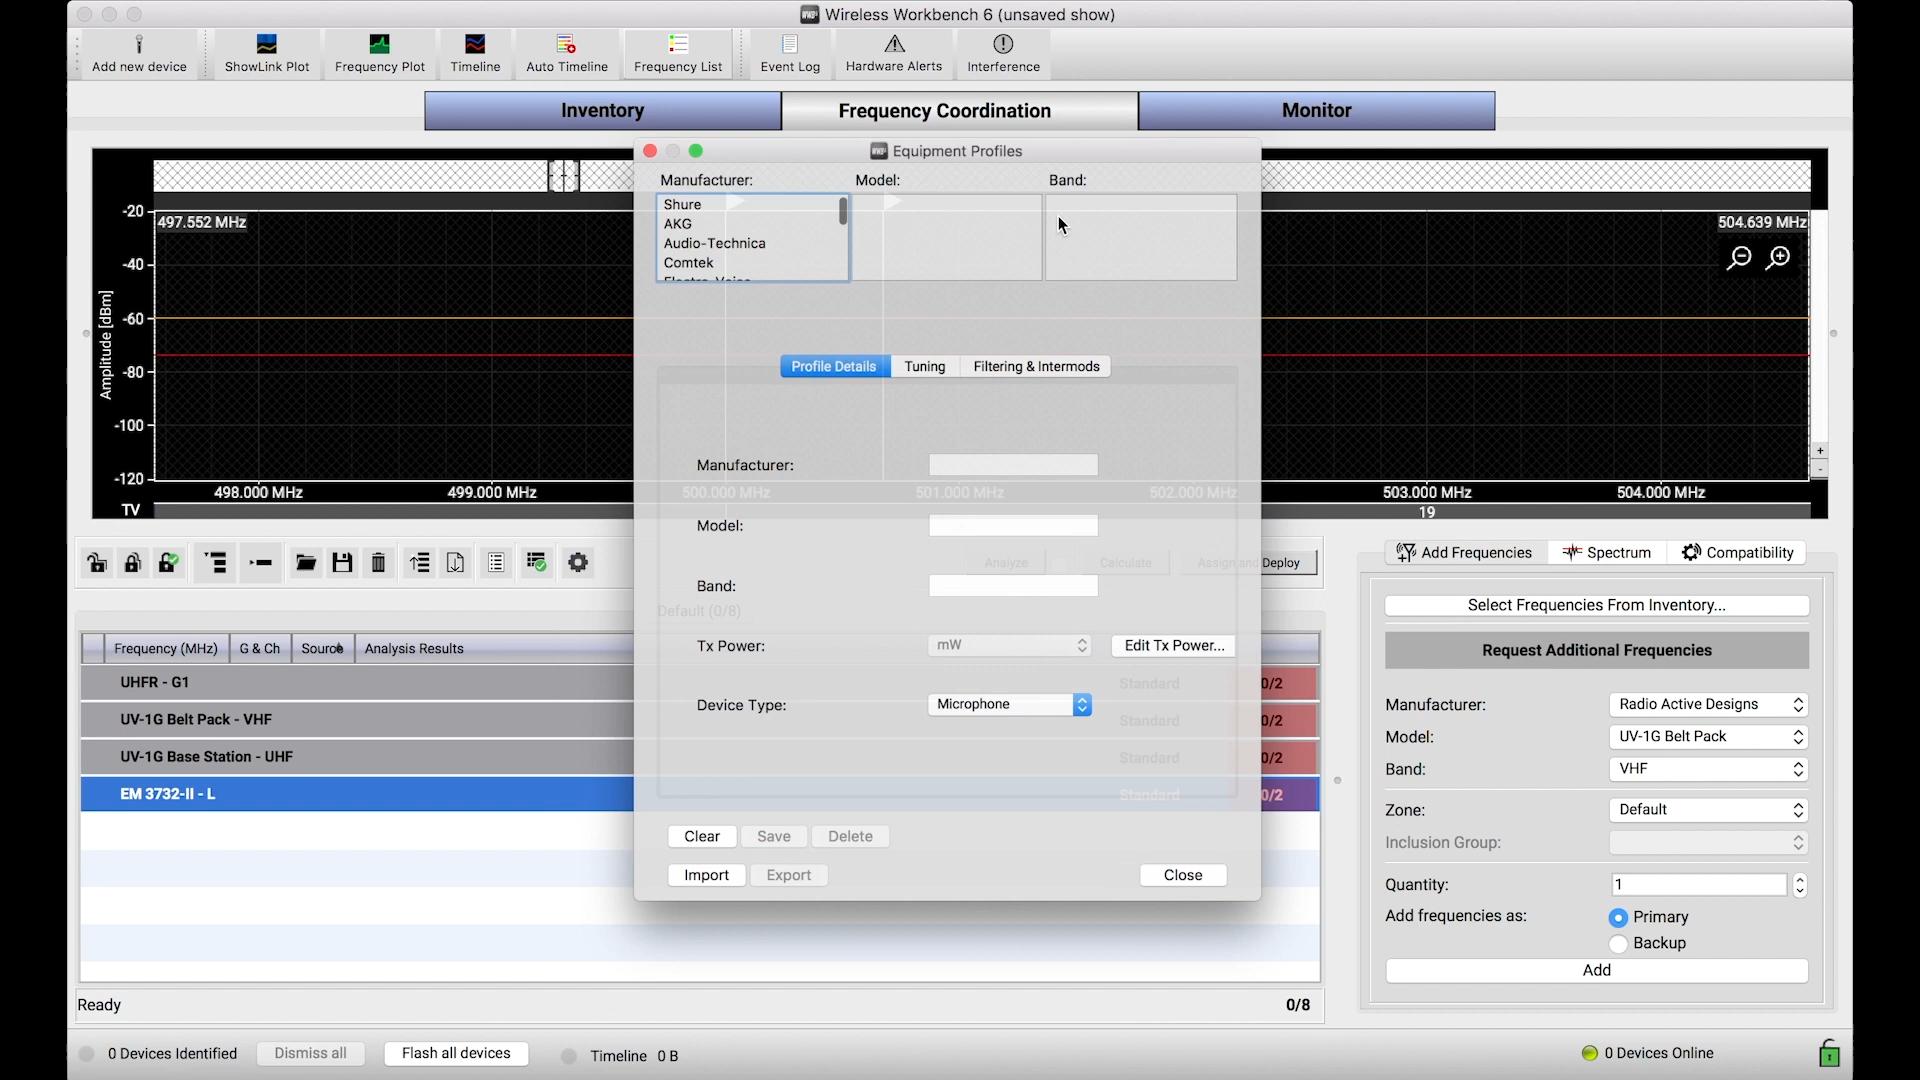 Wireless Workbench 6 (unsaved show)
Add new device
ShowLink Plot
Frequency Plot
Timeline
Auto Timeline
Frequency List
Event Log
Hardware Alerts
Interference
Inventory
Frequency Coordination
Monitor
Equipment Profiles
Manufacturer:
Model:
Band:
Shure
AKG
Audio-Technica
Comtek
Electro-Voice
497.552 MHz
504.639 MHz
Amplitude [dBm]
-20
-40
-60
-80
-100
-120
TV
498.000 MHz
499.000 MHz
500.000 MHz
501.000 MHz
502.000 MHz
503.000 MHz
504.000 MHz
19
Profile Details
Tuning
Filtering & Intermods
Manufacturer:
Model:
Band:
Tx Power:
mW
Edit Tx Power...
Device Type:
Microphone
Clear
Save
Delete
Import
Export
Close
Analyze
Calculate
Assign and Deploy
Default (0/8)
Frequency (MHz)
G & Ch
Source
Analysis Results
UHFR - G1
Standard
0/2
UV-1G Belt Pack - VHF
Standard
0/2
UV-1G Base Station - UHF
Standard
0/2
EM 3732-II - L
Standard
0/2
Ready
0/8
Add Frequencies
Spectrum
Compatibility
Select Frequencies From Inventory...
Request Additional Frequencies
Manufacturer:
Radio Active Designs
Model:
UV-1G Belt Pack
Band:
VHF
Zone:
Default
Inclusion Group:
Quantity:
1
Add frequencies as:
Primary
Backup
Add
0 Devices Identified
Dismiss all
Flash all devices
Timeline 0 B
0 Devices Online